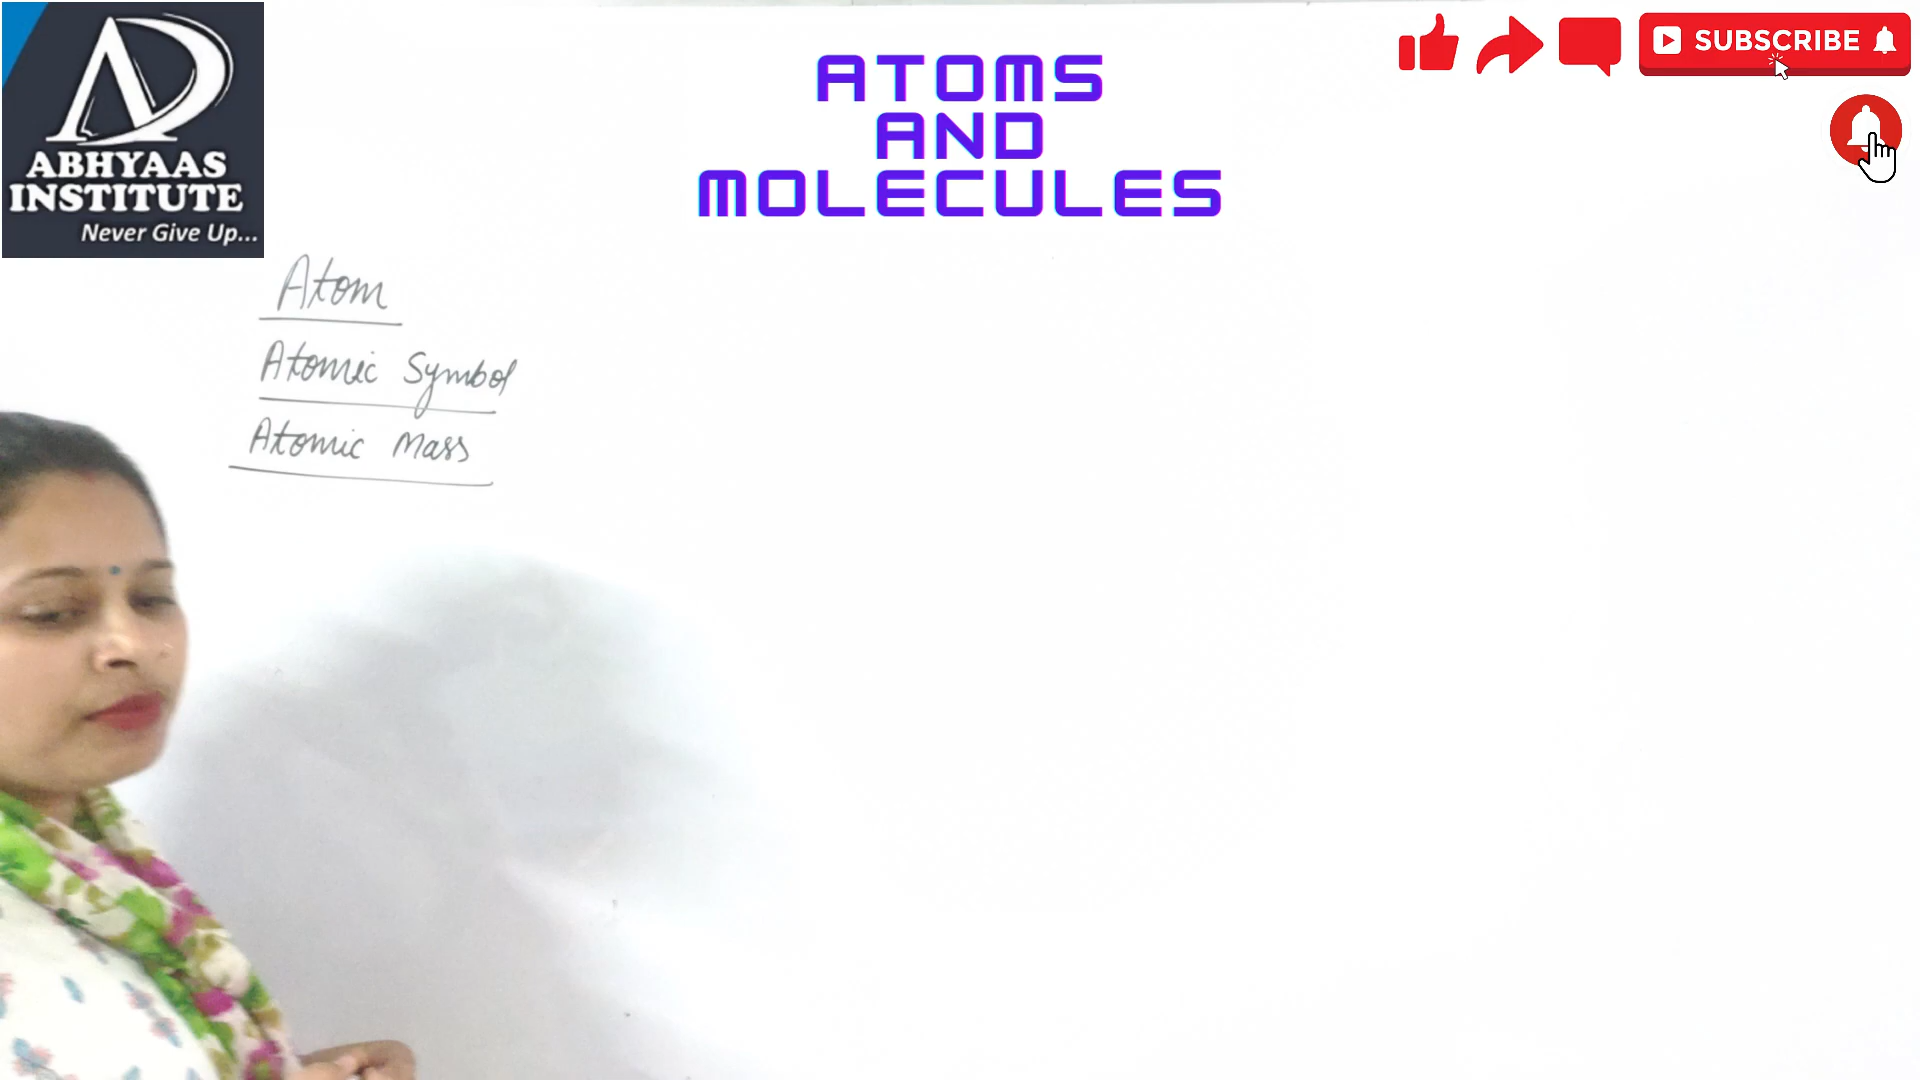 ABHYAAS
INSTITUTE
Never Give Up...
ATOMS
AND
MOLECULES
SUBSCRIBE
Atom
Atomic Symbol
Atomic Mass